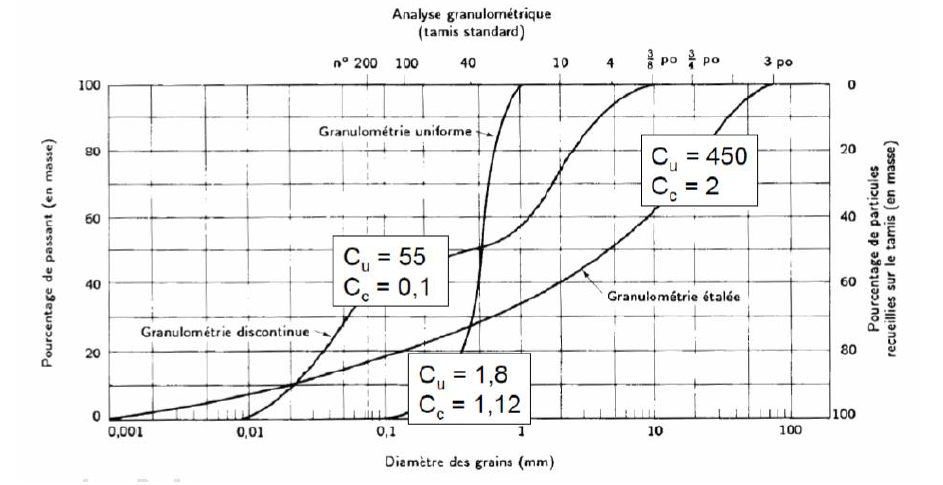 Analyse granulométrique
(tamis standard)
nº 200 100 40 10 4 3/8 po 3/4 po 3 po
100 0
Granulométrie uniforme
80 20
Cu = 450
Cc = 2
60 40
Cu = 55
Cc = 0,1
40 60
Granulométrie étalée
Granulométrie discontinue
20 80
Cu = 1,8
Cc = 1,12
0 100
0,001 0,01 0,1 1 10 100
Diamètre des grains (mm)
Pourcentage de passant (en masse)
Pourcentage de particules
recueillies sur le tamis (en masse)